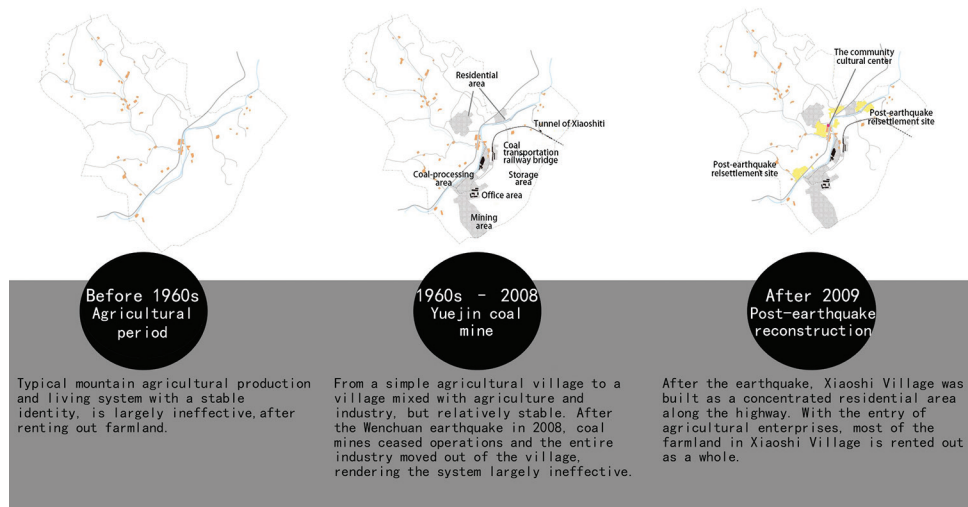 Residential
area
Tunnel of Xiaoshiti
Coal
transportation
railway bridge
Coal-processing
area
Storage
area
Office area
Mining
area
The community
cultural center
Post-earthquake
relsettlement site
Post-earthquake
relsettlement site
Before 1960s
Agricultural
period
Typical mountain agricultural production
and living system with a stable
identity, is largely ineffective,after
renting out farmland.
1960s – 2008
Yuejin coal
mine
From a simple agricultural village to a
village mixed with agriculture and
industry, but relatively stable. After
the Wenchuan earthquake in 2008, coal
mines ceased operations and the entire
industry moved out of the village,
rendering the system largely ineffective.
After 2009
Post-earthquake
reconstruction
After the earthquake, Xiaoshi Village was
built as a concentrated residential area
along the highway. With the entry of
agricultural enterprises, most of the
farmland in Xiaoshi Village is rented out
as a whole.